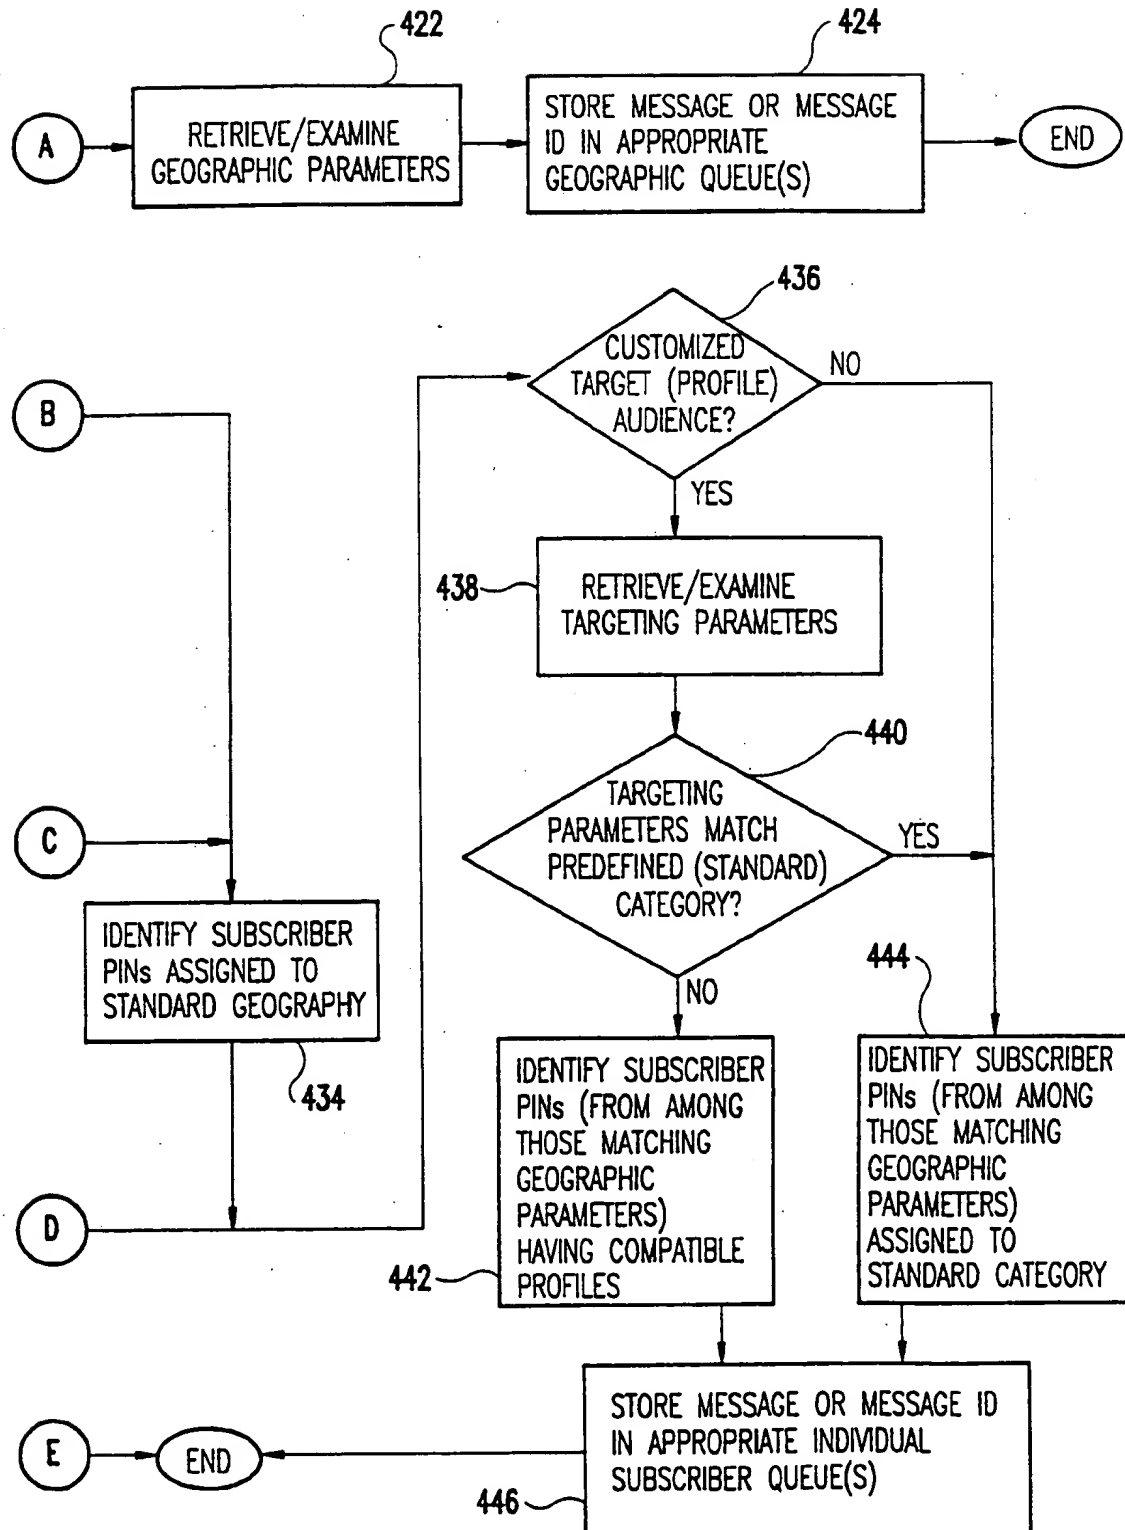 422
424
A
RETRIEVE/EXAMINE
GEOGRAPHIC PARAMETERS
STORE MESSAGE OR MESSAGE
ID IN APPROPRIATE
GEOGRAPHIC QUEUE(S)
END
436
CUSTOMIZED
TARGET (PROFILE)
AUDIENCE?
NO
B
YES
438
RETRIEVE/EXAMINE
TARGETING PARAMETERS
440
TARGETING
PARAMETERS MATCH
PREDEFINED (STANDARD)
CATEGORY?
YES
C
NO
IDENTIFY SUBSCRIBER
PINs ASSIGNED TO
STANDARD GEOGRAPHY
434
444
IDENTIFY SUBSCRIBER
PINs (FROM AMONG
THOSE MATCHING
GEOGRAPHIC
PARAMETERS)
HAVING COMPATIBLE
PROFILES
442
IDENTIFY SUBSCRIBER
PINs (FROM AMONG
THOSE MATCHING
GEOGRAPHIC
PARAMETERS)
ASSIGNED TO
STANDARD CATEGORY
D
STORE MESSAGE OR MESSAGE ID
IN APPROPRIATE INDIVIDUAL
SUBSCRIBER QUEUE(S)
446
E
END